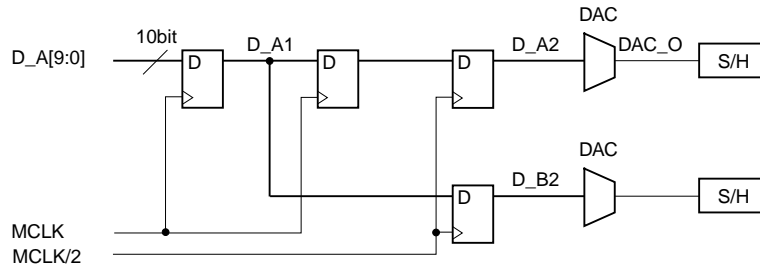 DAC
10bit D_A1 D_A2 DAC_O
D_A[9:0] D D D S/H
DAC
D_B2
D S/H
MCLK
MCLK/2